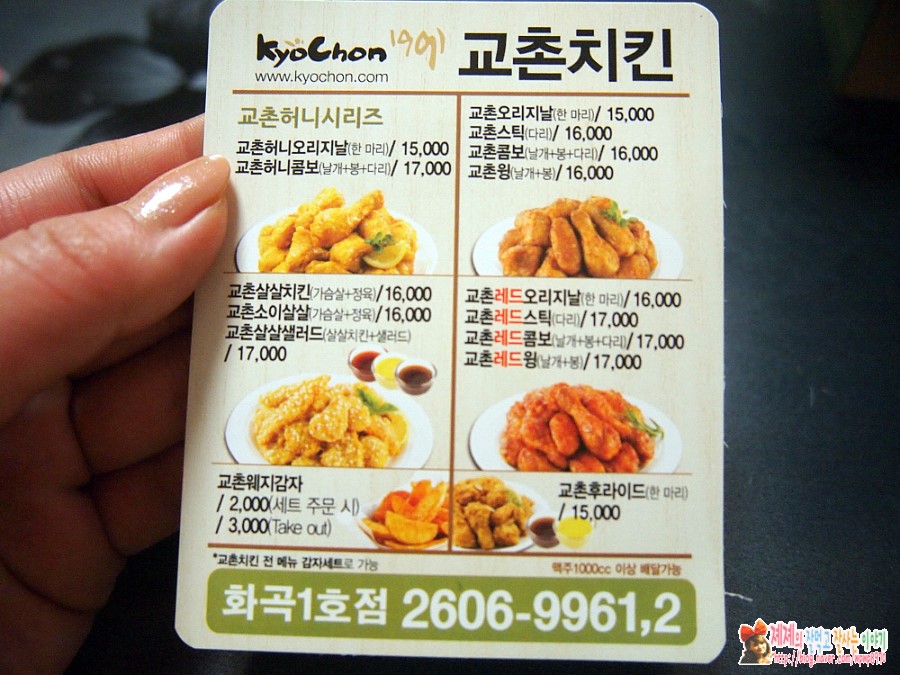 KyoChon 1991 교촌치킨
www.kyochon.com
교촌허니시리즈
교촌허니오리지날(한 마리)/ 15,000
교촌허니콤보(날개+봉+다리)/ 17,000
교촌오리지날(한 마리)/ 15,000
교촌스틱(다리)/ 16,000
교촌콤보(날개+봉+다리)/ 16,000
교촌윙(날개+봉)/ 16,000
교촌살살치킨(가슴살+정육)/16,000
교촌소이살살(가슴살+정육)/16,000
교촌살살샐러드(살살치킨+샐러드)
/ 17,000
교촌레드오리지날(한 마리)/ 16,000
교촌레드스틱(다리)/ 17,000
교촌레드콤보(날개+봉+다리)/ 17,000
교촌레드윙(날개+봉)/ 17,000
교촌웨지감자
/ 2,000(세트 주문 시)
/ 3,000(Take out)
교촌후라이드(한 마리)
/ 15,000
*교촌치킨 전 메뉴 감자세트로 가능
맥주1000cc 이상 배달가능
화곡1호점 2606-9961,2
제제의 잘먹고 잘사는 이야기